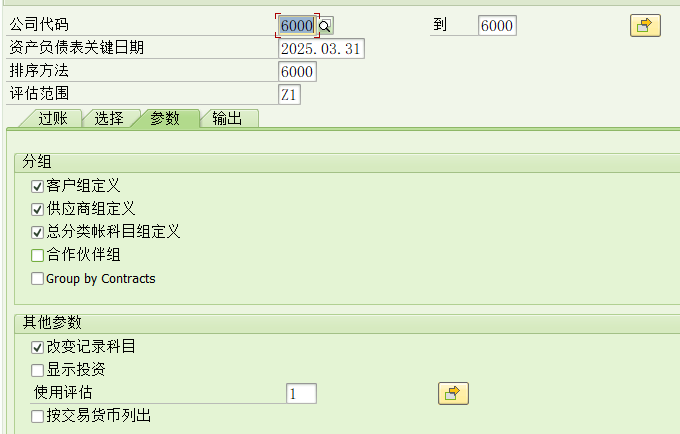 公司代码 6000 到 6000
资产负债表关键日期 2025.03.31
排序方法 6000
评估范围 Z1
过账 选择 参数 输出
分组
客户组定义
供应商组定义
总分类帐科目组定义
合作伙伴组
Group by Contracts
其他参数
改变记录科目
显示投资
使用评估 1
按交易货币列出